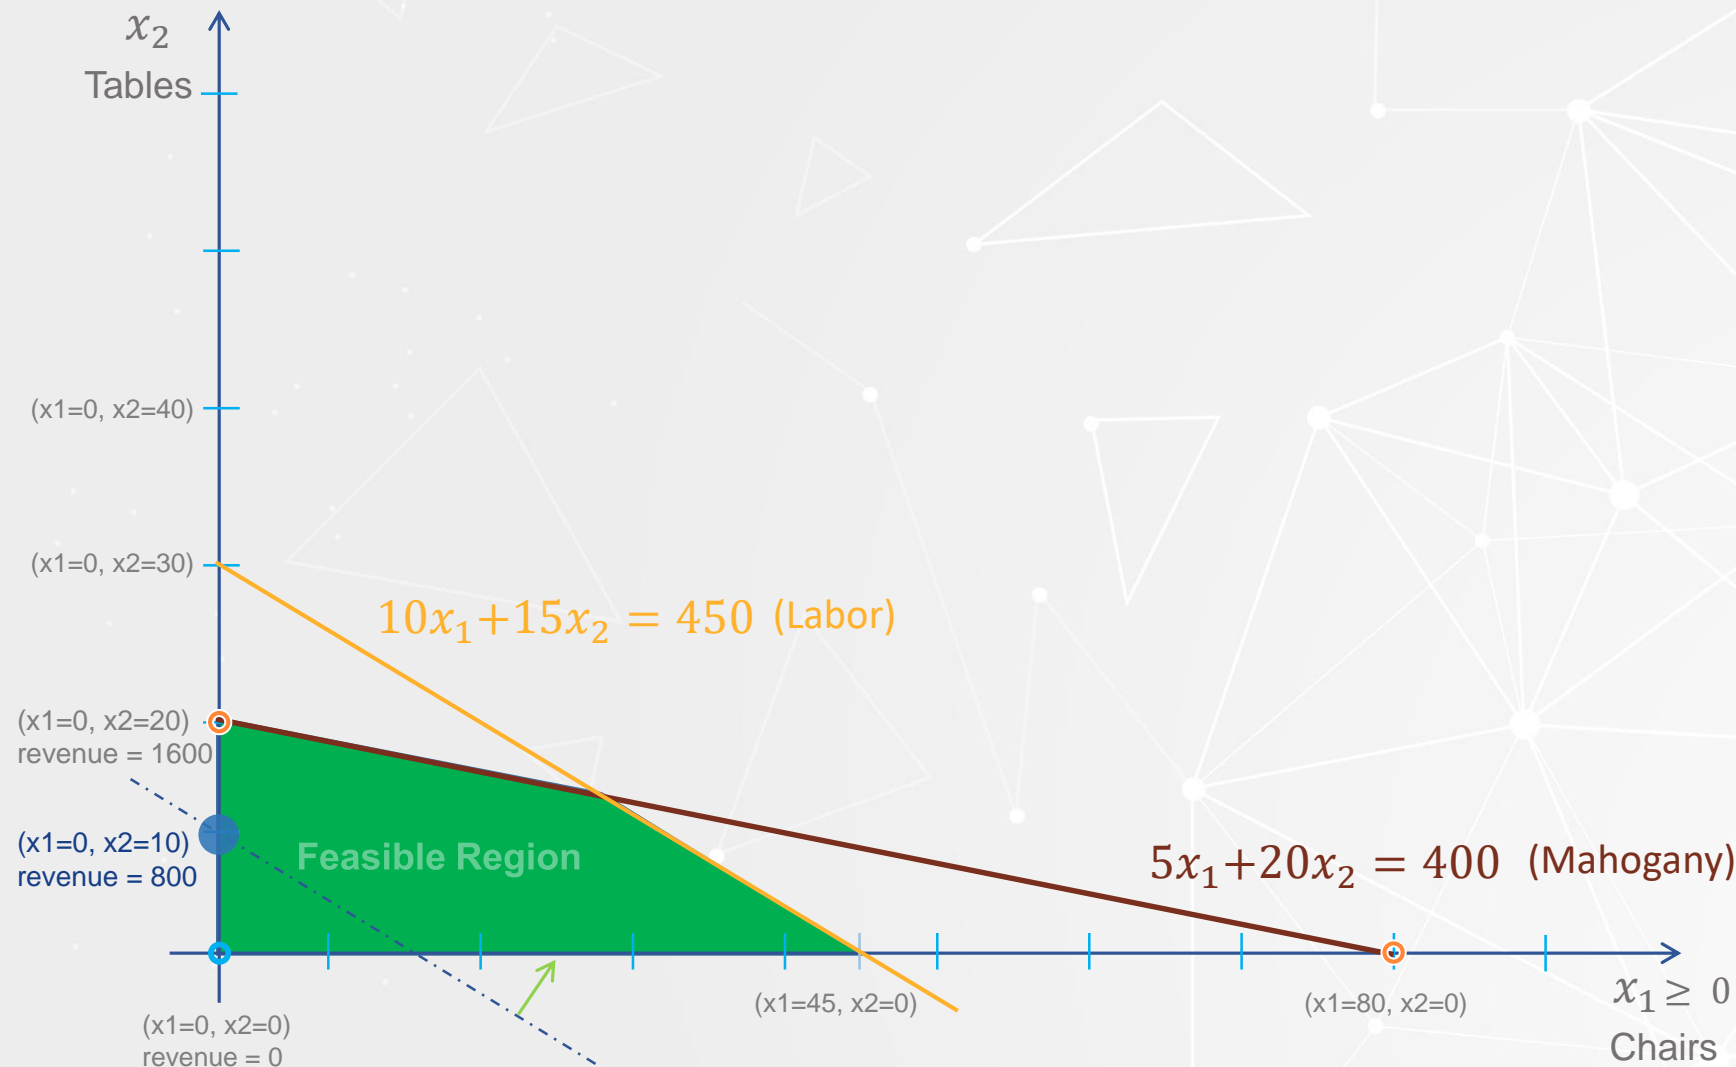 x₂
Tables
(x1=0, x2=40)
(x1=0, x2=30)
10x₁+15x₂ = 450 (Labor)
(x1=0, x2=20)
revenue = 1600
(x1=0, x2=10)
revenue = 800
Feasible Region
5x₁+20x₂ = 400 (Mahogany)
(x1=45, x2=0)
(x1=80, x2=0)
x₁ ≥ 0
(x1=0, x2=0)
revenue = 0
Chairs